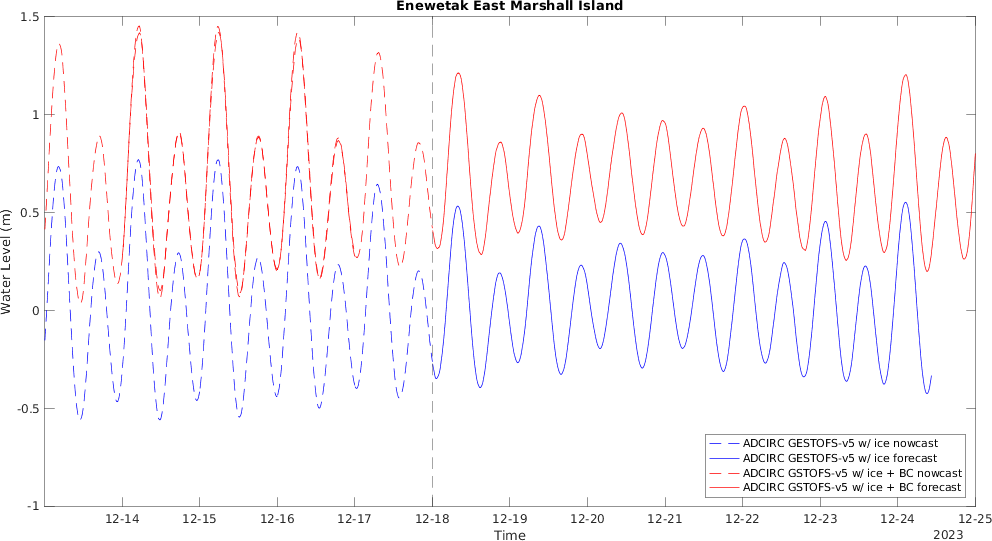 Enewetak East Marshall Island
1.5
1
0.5
0
-0.5
-1
Water Level (m)
ADCIRC GESTOFS-v5 w/ ice nowcast
ADCIRC GESTOFS-v5 w/ ice forecast
ADCIRC GSTOFS-v5 w/ ice + BC nowcast
ADCIRC GSTOFS-v5 w/ ice + BC forecast
12-14 12-15 12-16 12-17 12-18 12-19 12-20 12-21 12-22 12-23 12-24 12-25
Time
2023